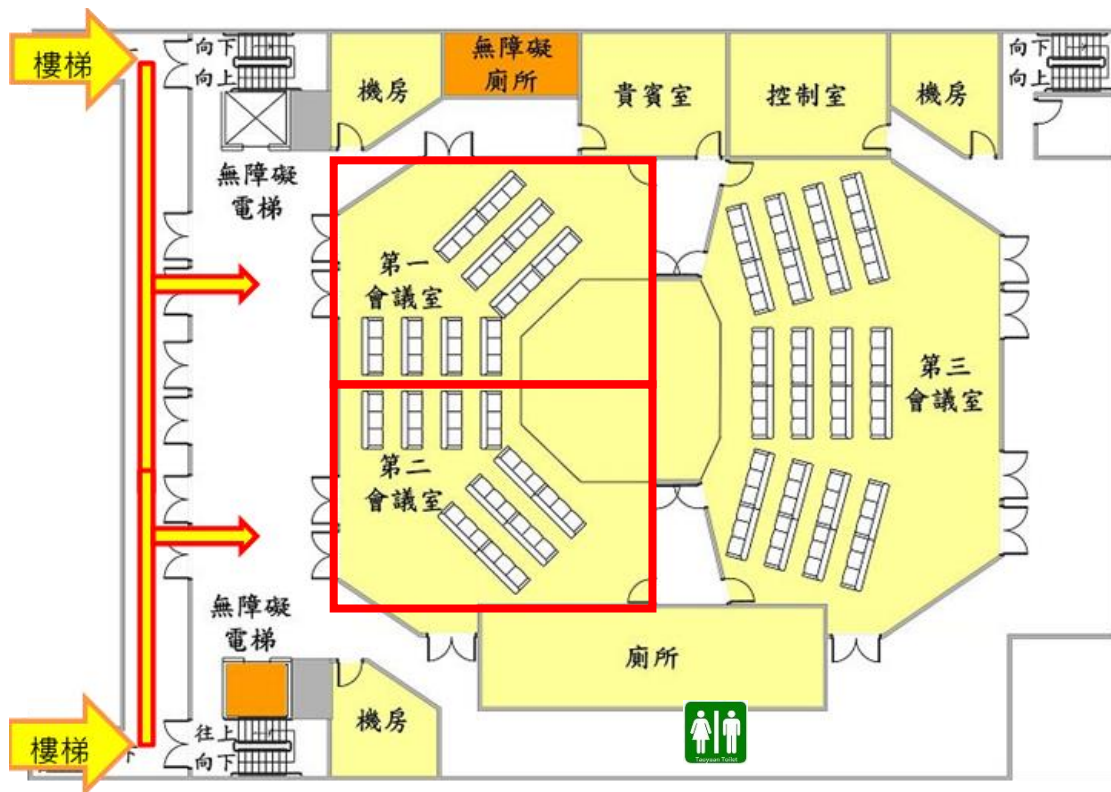 樓梯
向下
向上
機房
無障礙
廁所
貴賓室
控制室
機房
向下
向上
無障礙
電梯
第一
會議室
第三
會議室
第二
會議室
無障礙
電梯
廁所
機房
樓梯
下
往上
向下
Taoyuan Toilet